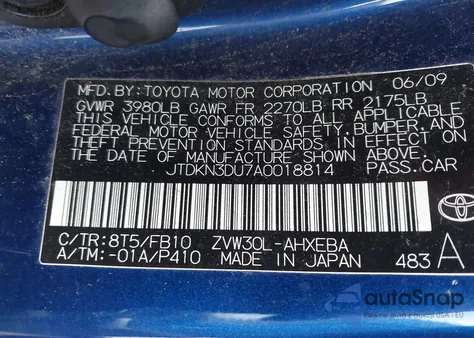 MFD. BY: TOYOTA MOTOR CORPORATION 06/09
GVWR 3980LB GAWR FR 2270LB RR 2175LB
THIS VEHICLE CONFORMS TO ALL APPLICABLE
FEDERAL MOTOR VEHICLE SAFETY, BUMPER, AND
THEFT PREVENTION STANDARDS IN EFFECT ON
THE DATE OF MANUFACTURE SHOWN ABOVE.
JTDKN3DU7A0018814 PASS.CAR
C/TR: 8T5/FB10 ZVW30L-AHXEBA
A/TM: -01A/P410 MADE IN JAPAN 483 A
TOYOTA
autoSnap